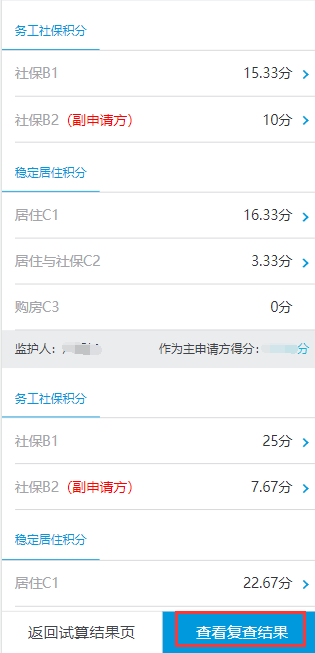 务工社保积分
社保B1 15.33分
社保B2（副申请方） 10分
稳定居住积分
居住C1 16.33分
居住与社保C2 3.33分
购房C3 0分
监护人： 作为主申请方得分： 分
务工社保积分
社保B1 25分
社保B2（副申请方） 7.67分
稳定居住积分
居住C1 22.67分
返回试算结果页 查看复查结果